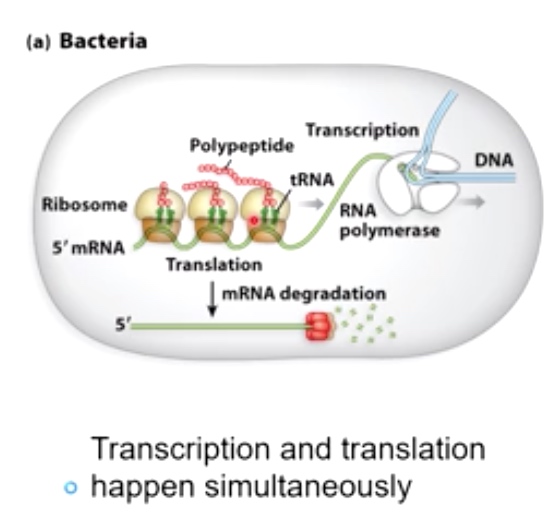 (a) Bacteria
Transcription
Polypeptide
DNA
tRNA
Ribosome
RNA
polymerase
5′ mRNA
Translation
mRNA degradation
5′
Transcription and translation
happen simultaneously